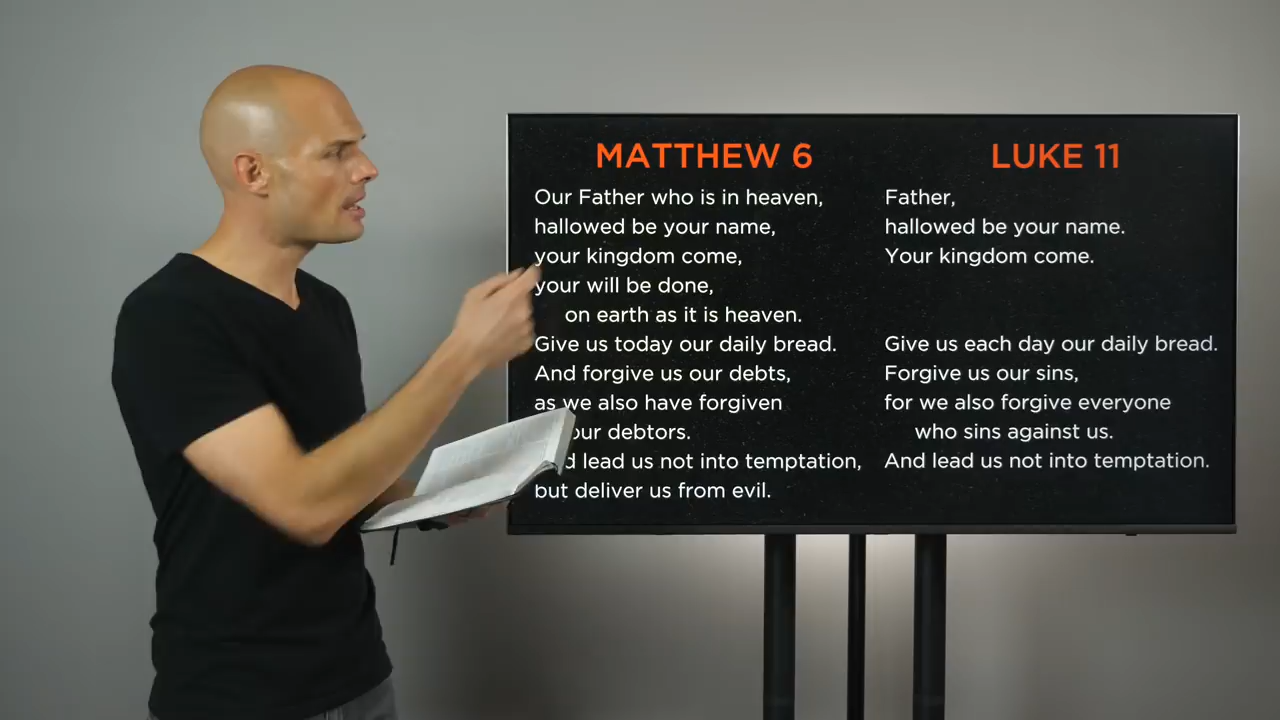 MATTHEW 6
Our Father who is in heaven,
hallowed be your name,
your kingdom come,
your will be done,
on earth as it is heaven.
Give us today our daily bread.
And forgive us our debts,
as we also have forgiven
our debtors.
lead us not into temptation,
but deliver us from evil.
LUKE 11
Father,
hallowed be your name.
Your kingdom come.
Give us each day our daily bread.
Forgive us our sins,
for we also forgive everyone
who sins against us.
And lead us not into temptation.